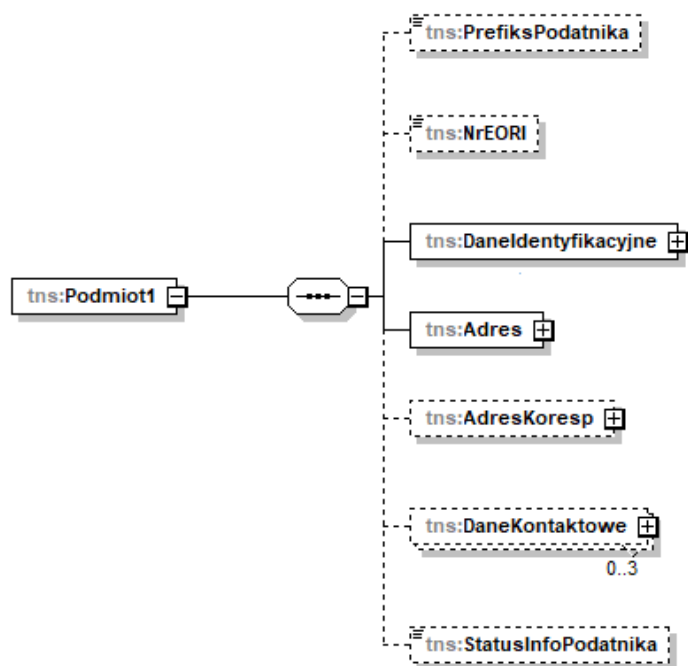 tns:PrefiksPodatnika
tns:NrEORI
tns:DaneIdentyfikacyjne
tns:Podmiot1
tns:Adres
tns:AdresKoresp
tns:DaneKontaktowe
0..3
tns:StatusInfoPodatnika